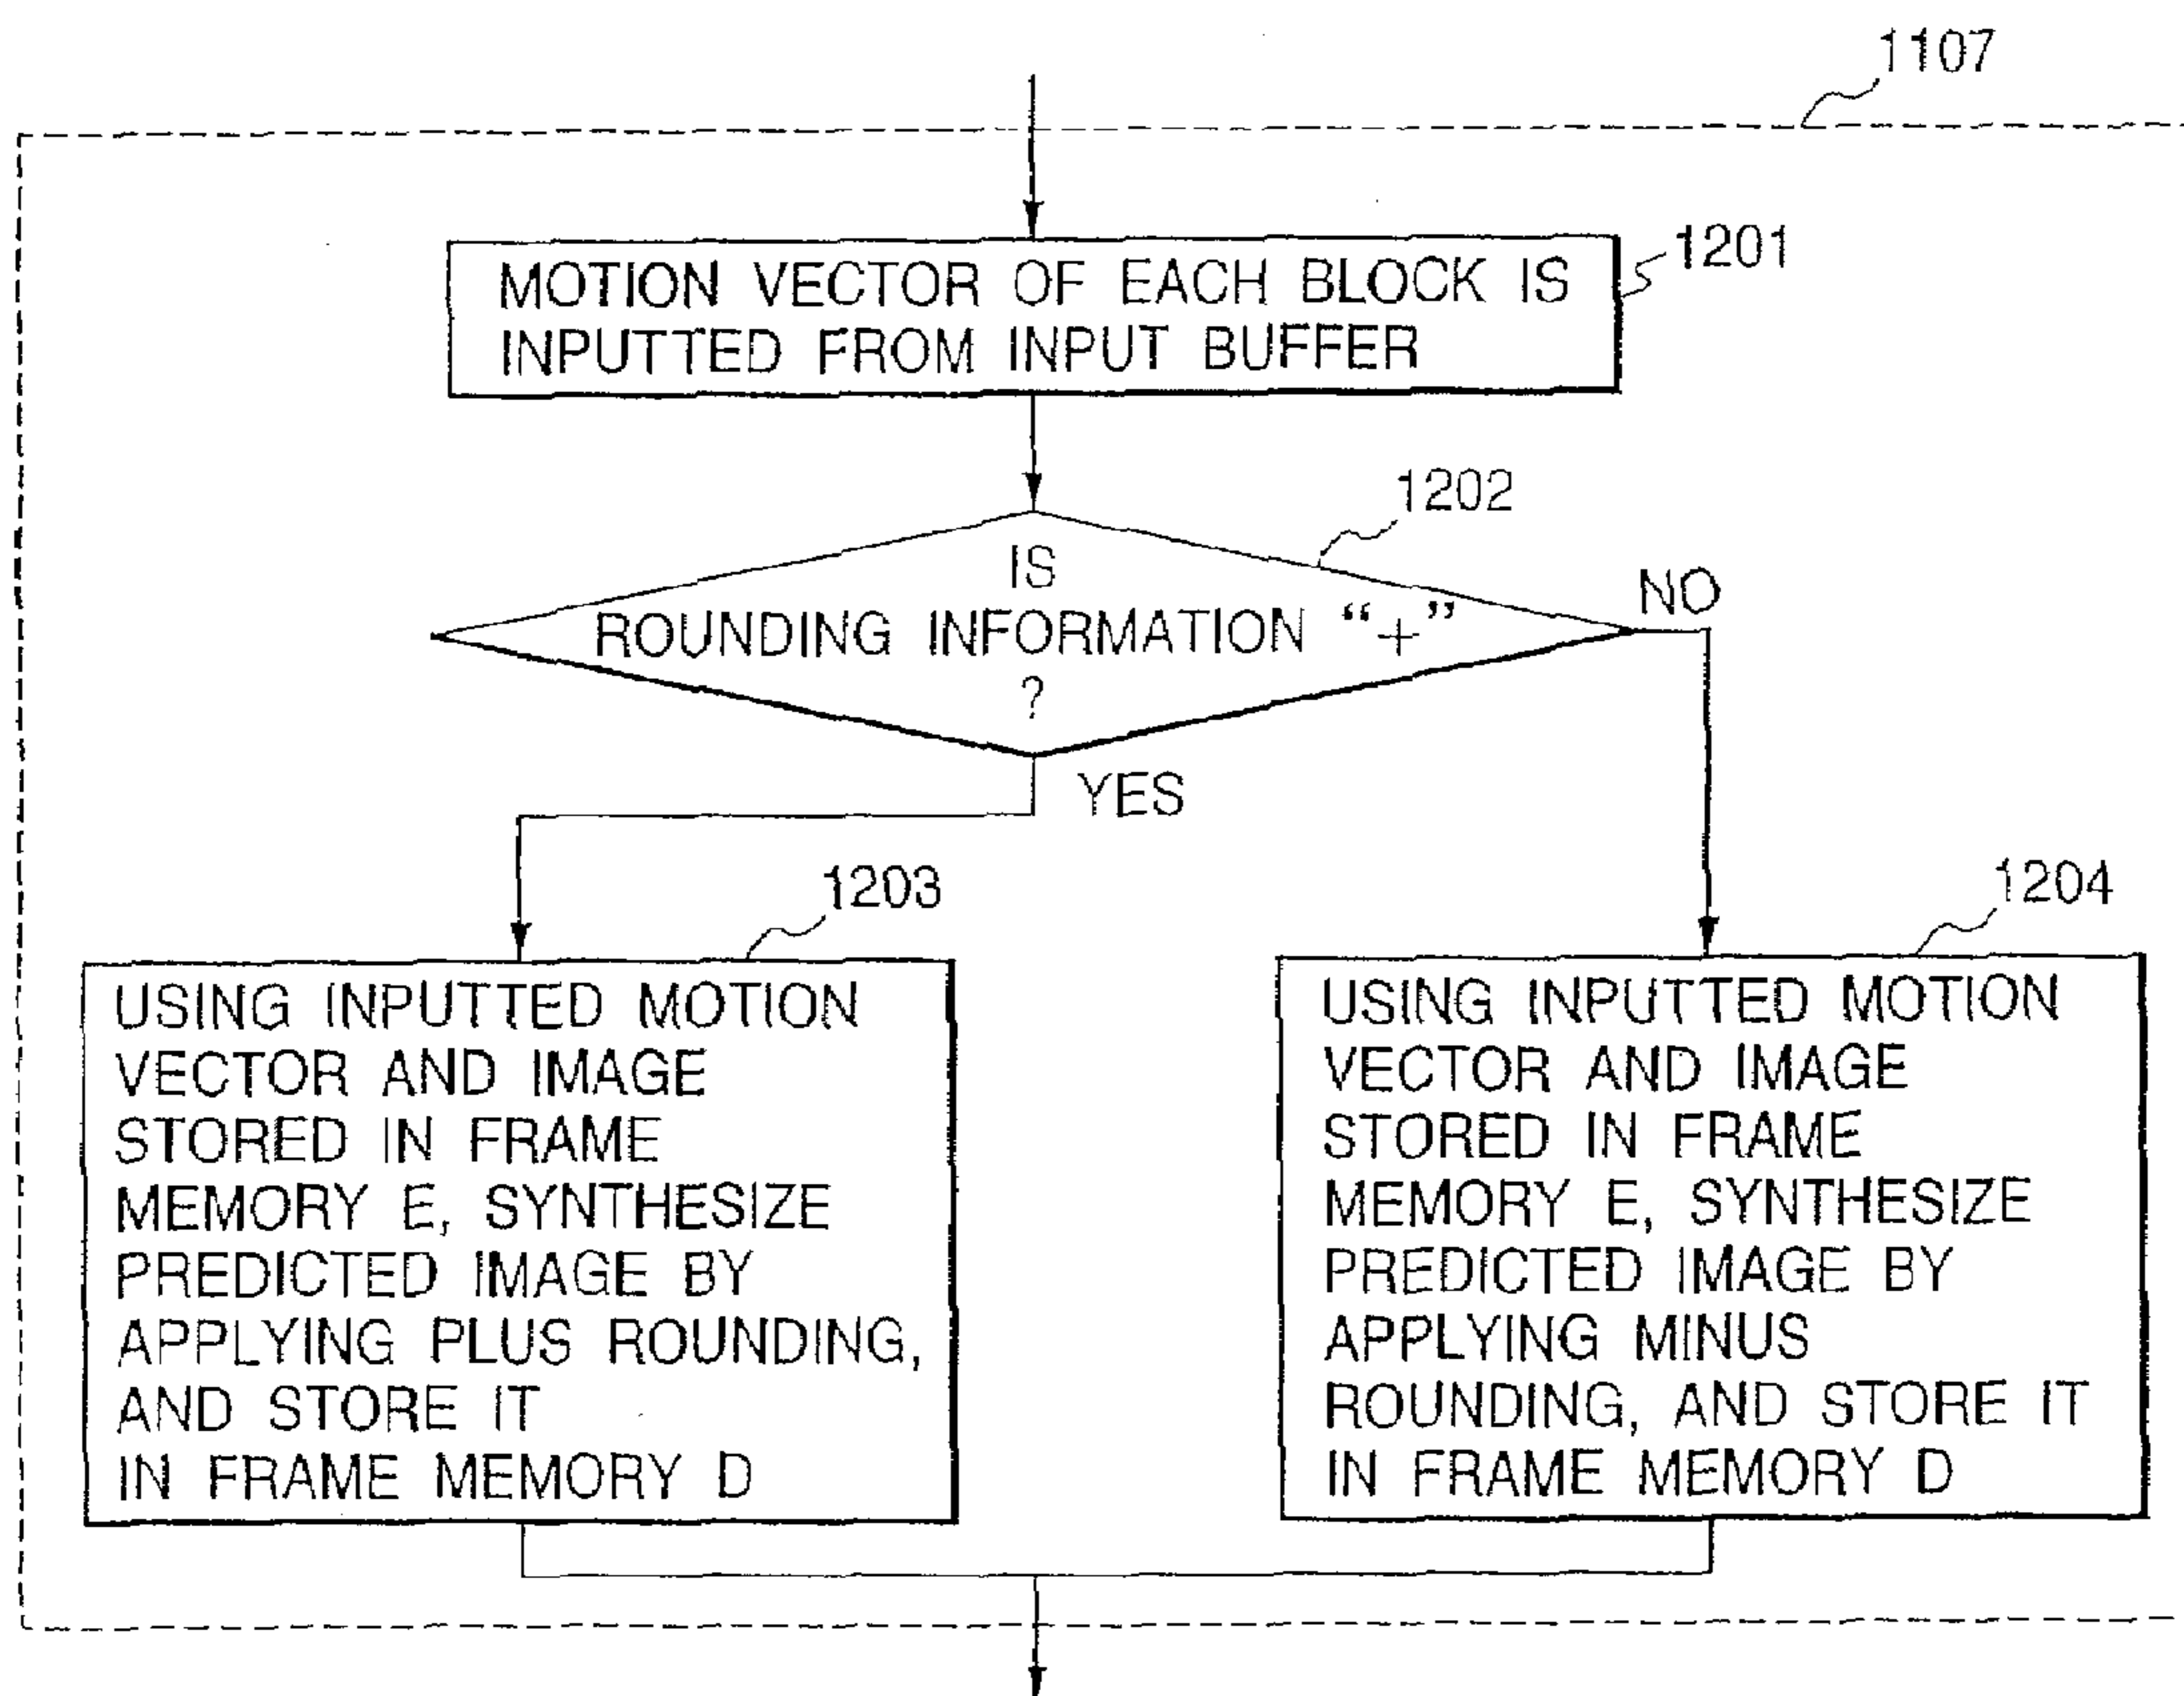 1107
MOTION VECTOR OF EACH BLOCK IS
INPUTTED FROM INPUT BUFFER
1201
1202
IS
ROUNDING INFORMATION “+”
?
NO
YES
1203
USING INPUTTED MOTION
VECTOR AND IMAGE
STORED IN FRAME
MEMORY E, SYNTHESIZE
PREDICTED IMAGE BY
APPLYING PLUS ROUNDING,
AND STORE IT
IN FRAME MEMORY D
1204
USING INPUTTED MOTION
VECTOR AND IMAGE
STORED IN FRAME
MEMORY E, SYNTHESIZE
PREDICTED IMAGE BY
APPLYING MINUS
ROUNDING, AND STORE IT
IN FRAME MEMORY D